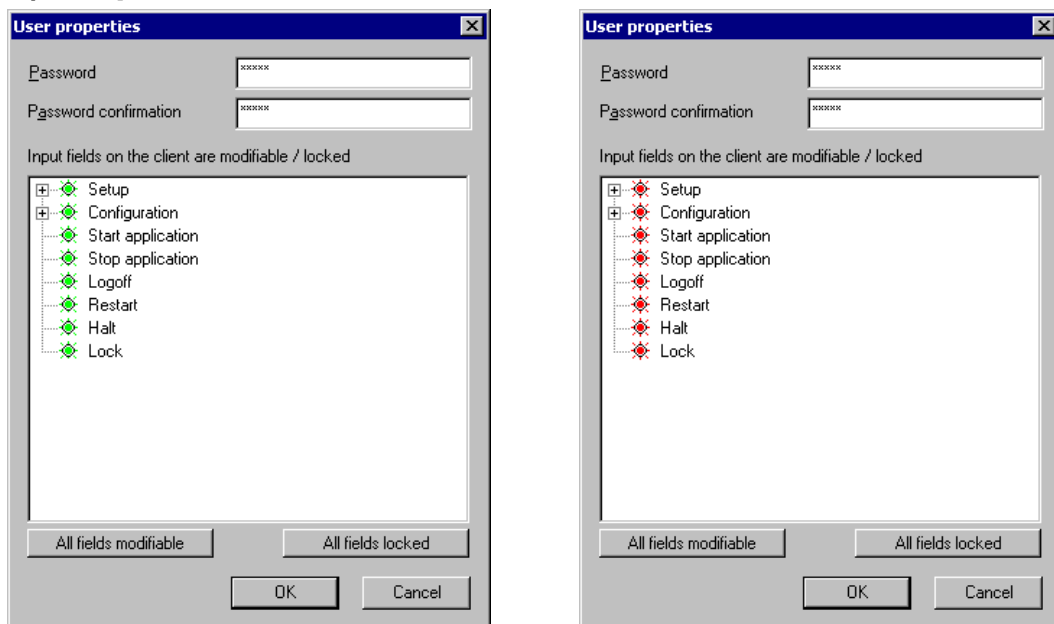 User properties
Password
*****
Password confirmation
*****
Input fields on the client are modifiable / locked
Setup
Configuration
Start application
Stop application
Logoff
Restart
Halt
Lock
All fields modifiable
All fields locked
OK
Cancel
User properties
Password
*****
Password confirmation
*****
Input fields on the client are modifiable / locked
Setup
Configuration
Start application
Stop application
Logoff
Restart
Halt
Lock
All fields modifiable
All fields locked
OK
Cancel